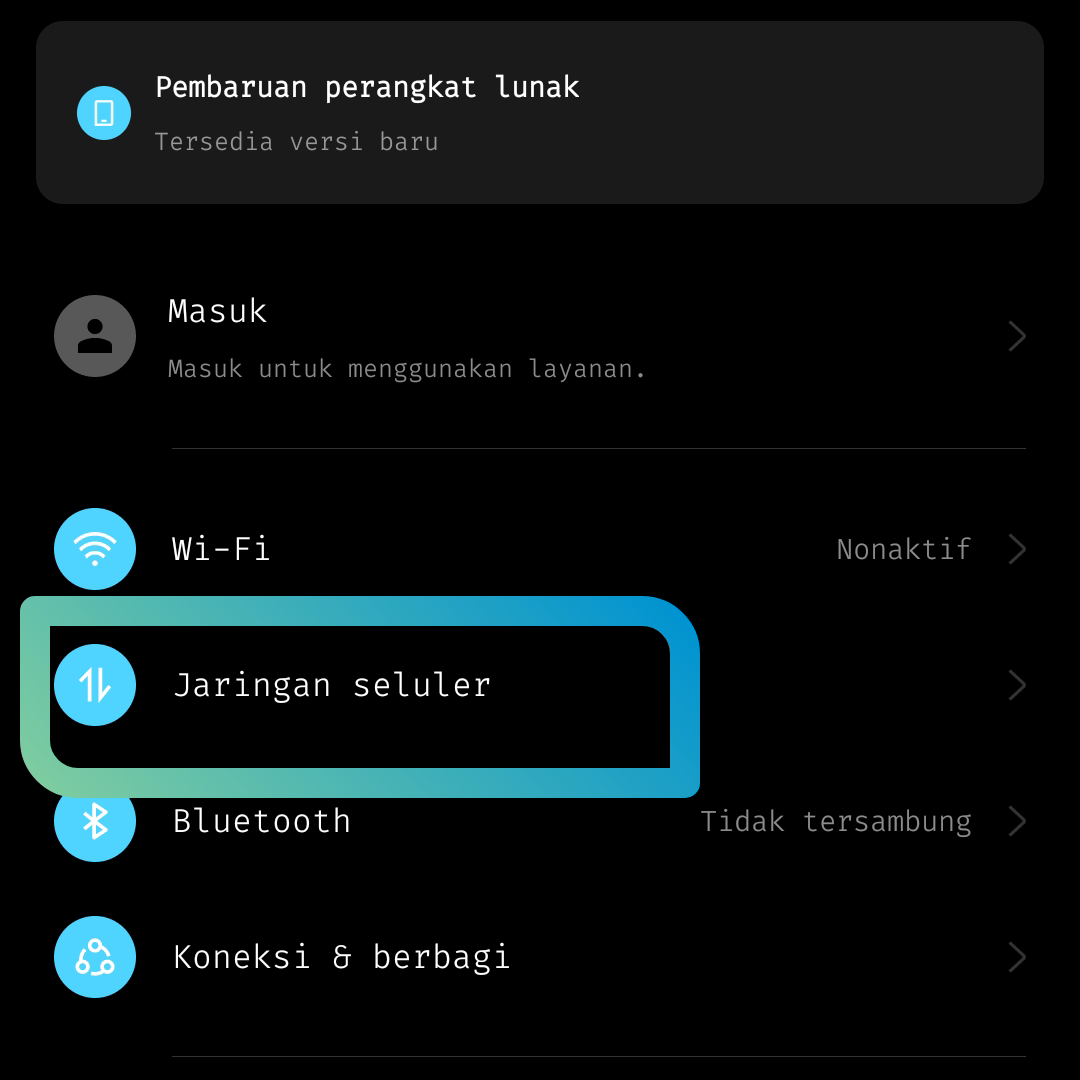 Pembaruan perangkat lunak
Tersedia versi baru
Masuk
Masuk untuk menggunakan layanan.
Wi-Fi
Nonaktif
Jaringan seluler
Bluetooth
Tidak tersambung
Koneksi & berbagi